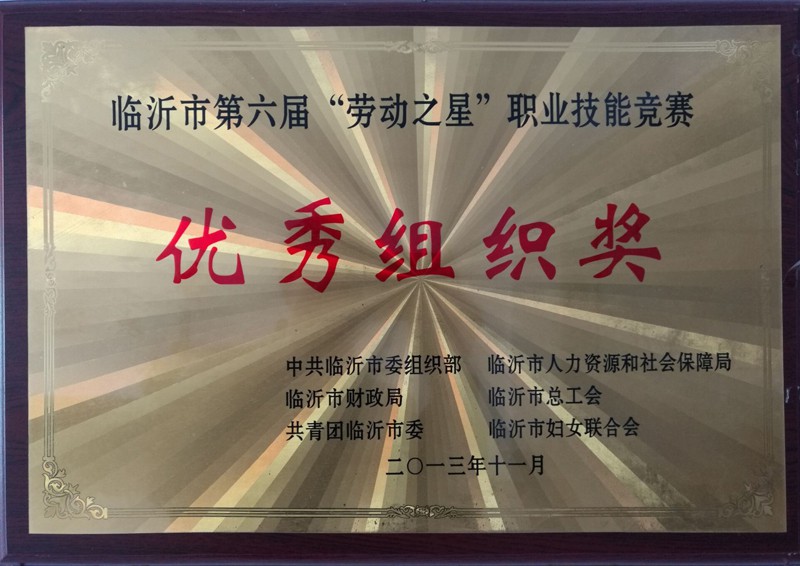 临沂市第六届“劳动之星”职业技能竞赛
优秀组织奖
中共临沂市委组织部 临沂市人力资源和社会保障局
临沂市财政局 临沂市总工会
共青团临沂市委 临沂市妇女联合会
二〇一三年十一月